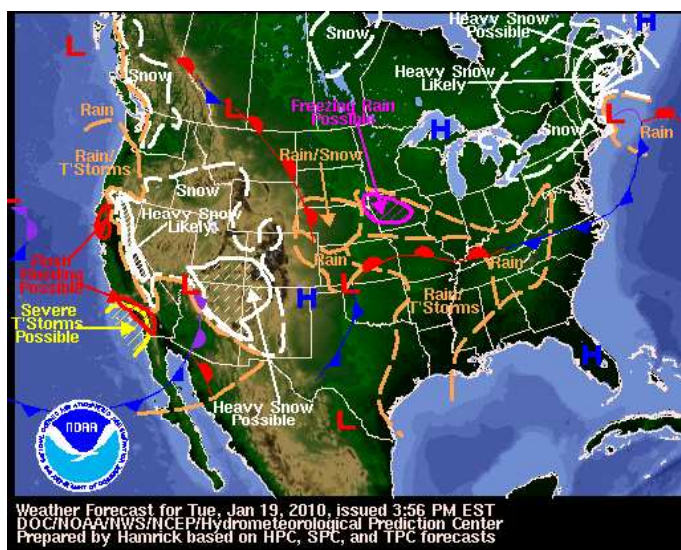 Heavy Snow
Possible
H
L
Snow
Snow
Heavy Snow
Likely
L
Freezing Rain
Possible
L
Rain
H
Rain
Snow
Rain/
T'Storms
Rain/Snow
Snow
Heavy Snow
Likely
Rain
Rain
Flash
Flooding
Possible
L
H
L
Rain/
T'Storms
Severe
T'Storms
Possible
H
Heavy Snow
Possible
L
NOAA
Weather Forecast for Tue, Jan 19, 2010, issued 3:56 PM EST
DOC/NOAA/NWS/NCEP/Hydrometeorological Prediction Center
Prepared by Hamrick based on HPC, SPC, and TPC forecasts